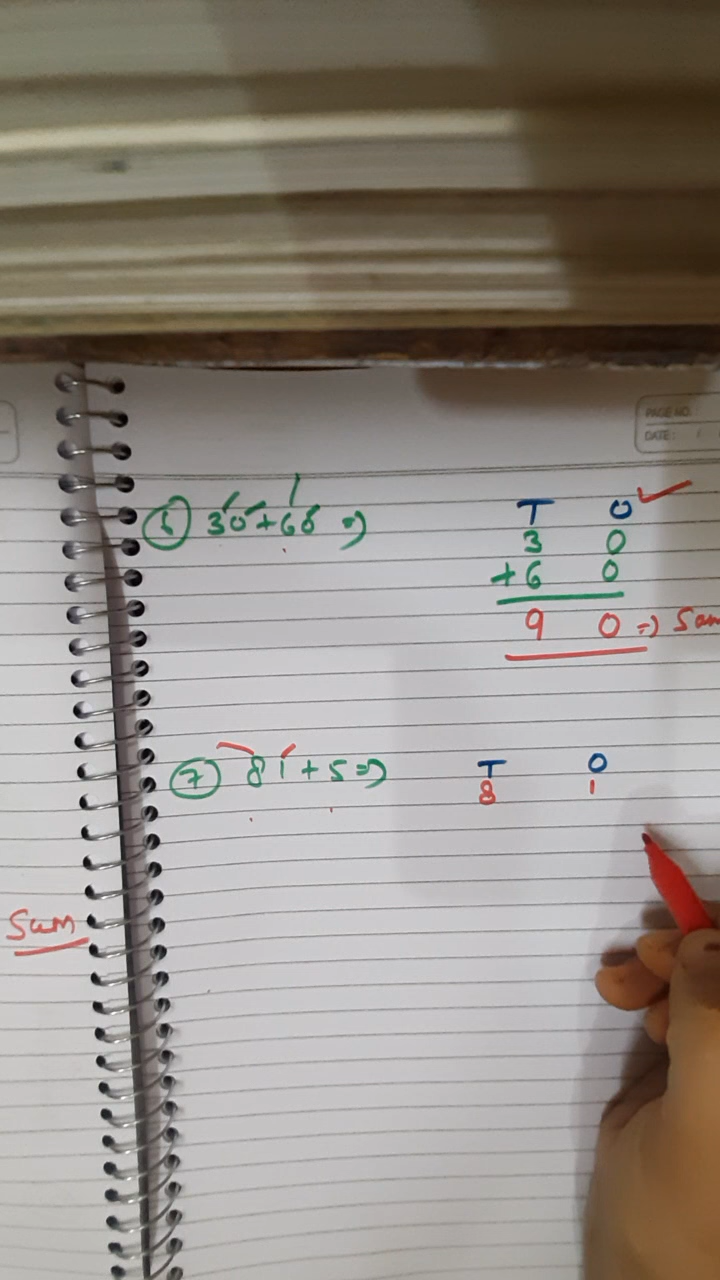 PAGE NO.
DATE: /
⑥ 30+60 ⇒ T O
3 0
+6 0
9 0 ⇒ Sum
⑦ 81+5 ⇒ T O
8 1
Sum